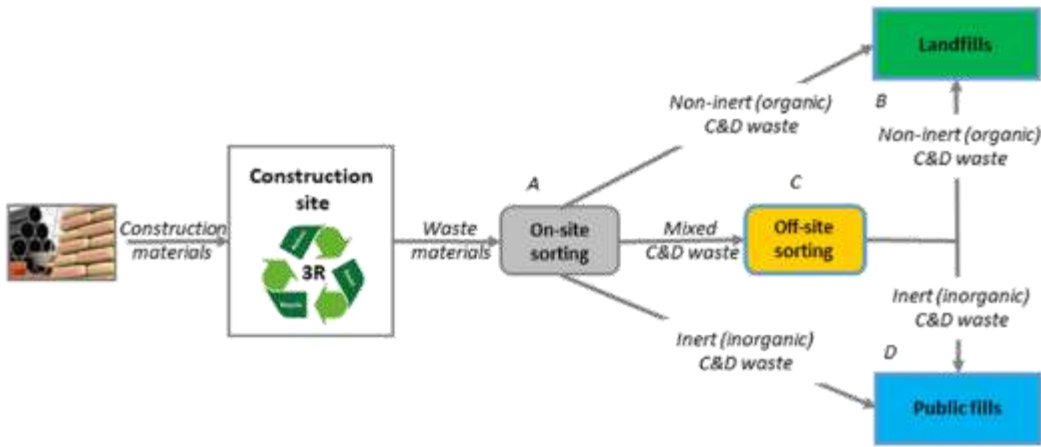 Construction
materials
Construction
site
3R
Waste
materials
A
On-site
sorting
Non-inert (organic)
C&D waste
Mixed
C&D waste
Inert (inorganic)
C&D waste
C
Off-site
sorting
Landfills
B
Non-inert (organic)
C&D waste
Inert (inorganic)
C&D waste
D
Public fills